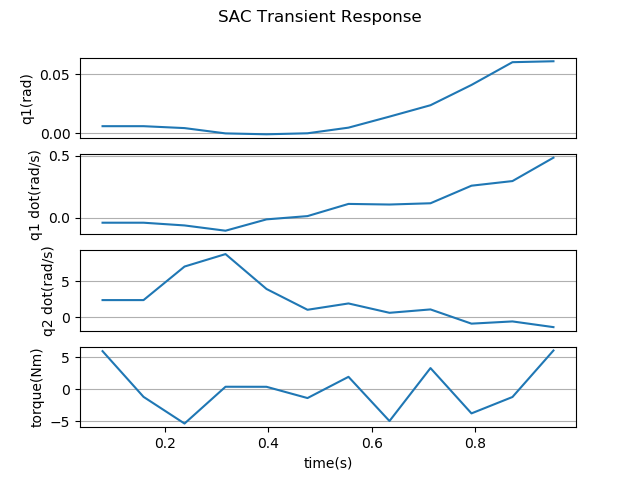 SAC Transient Response
q1(rad)
0.05
0.00
q1 dot(rad/s)
0.5
0.0
q2 dot(rad/s)
5
0
torque(Nm)
5
0
−5
0.2 0.4 0.6 0.8
time(s)